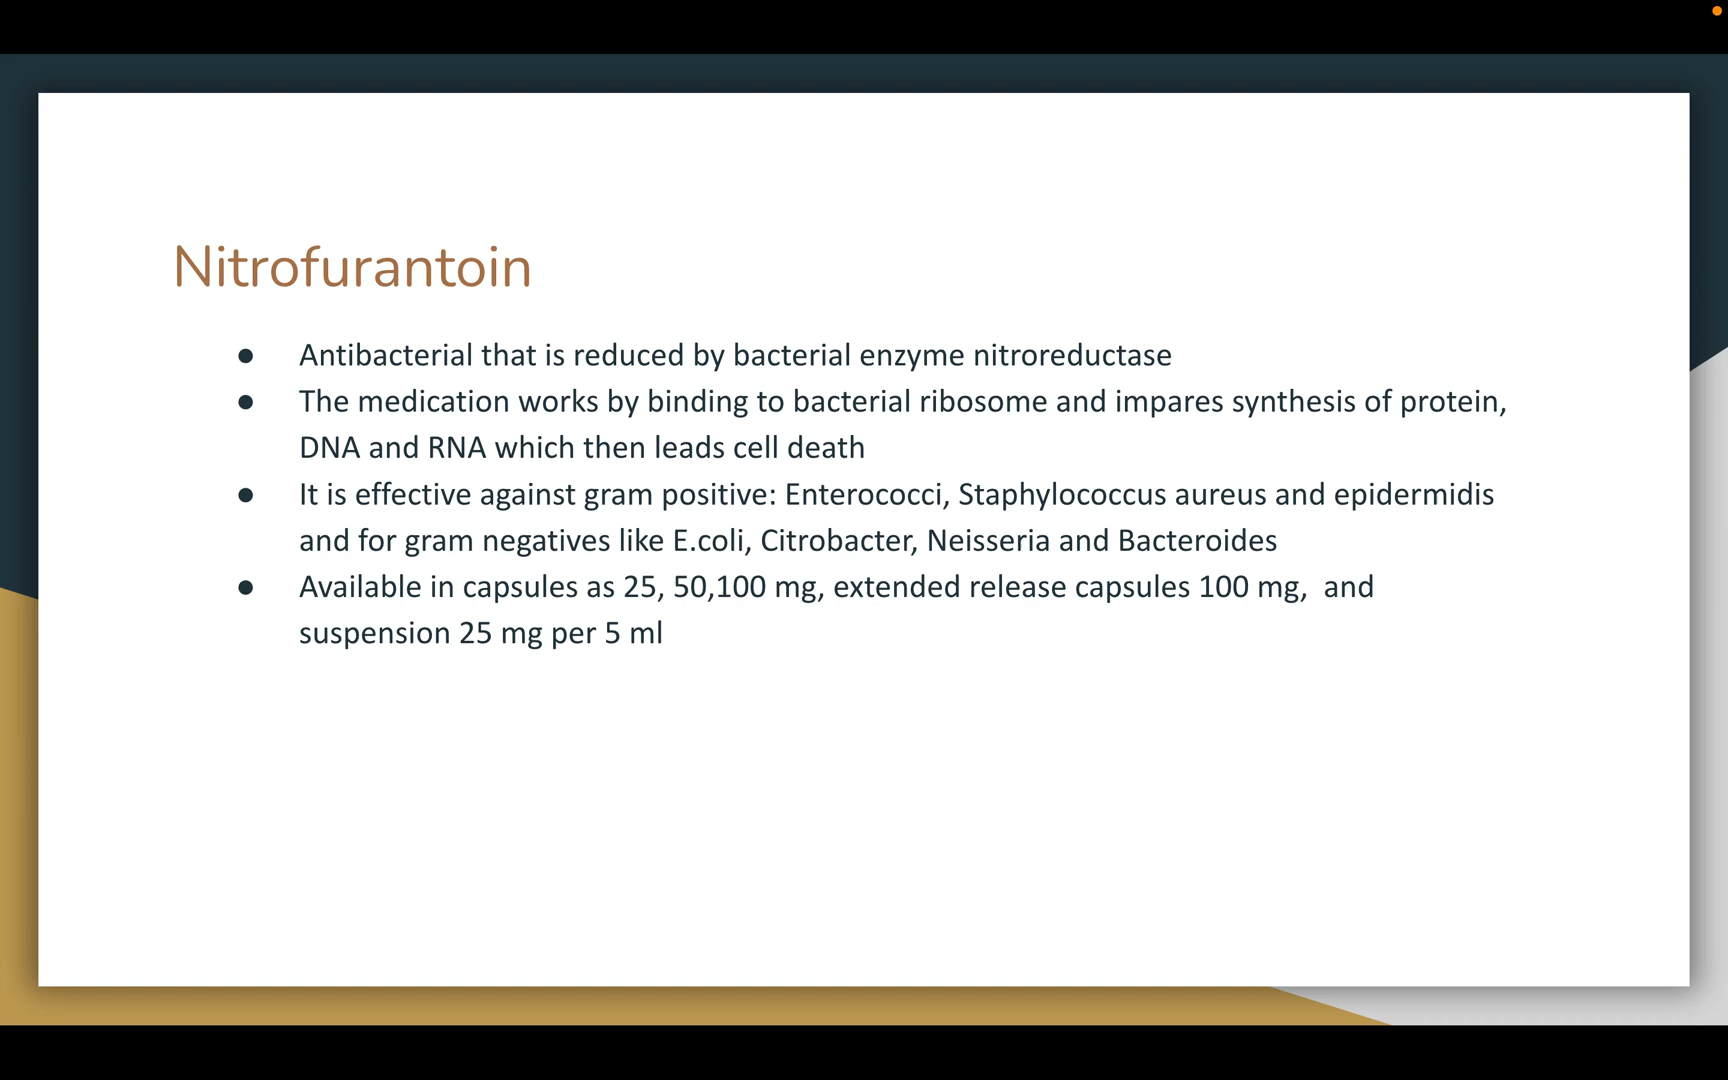 Nitrofurantoin
● Antibacterial that is reduced by bacterial enzyme nitroreductase
● The medication works by binding to bacterial ribosome and impares synthesis of protein,
DNA and RNA which then leads cell death
● It is effective against gram positive: Enterococci, Staphylococcus aureus and epidermidis
and for gram negatives like E.coli, Citrobacter, Neisseria and Bacteroides
● Available in capsules as 25, 50,100 mg, extended release capsules 100 mg,  and
suspension 25 mg per 5 ml